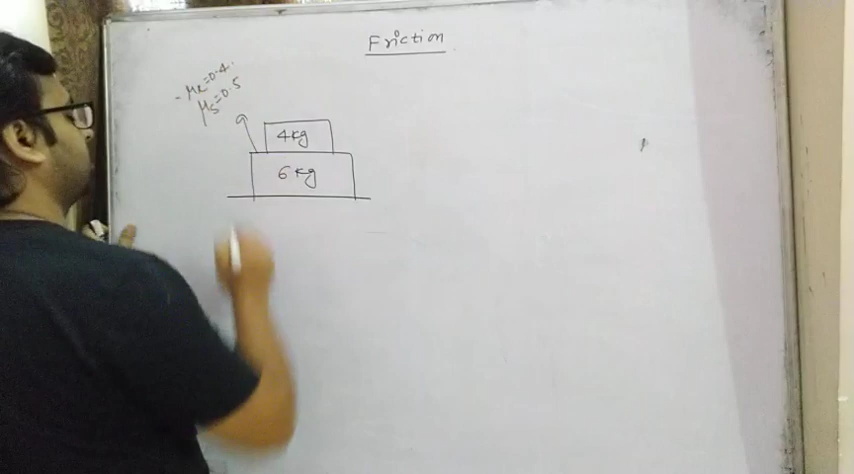 Friction
μk=0.4.
μs=0.5
4kg
6kg